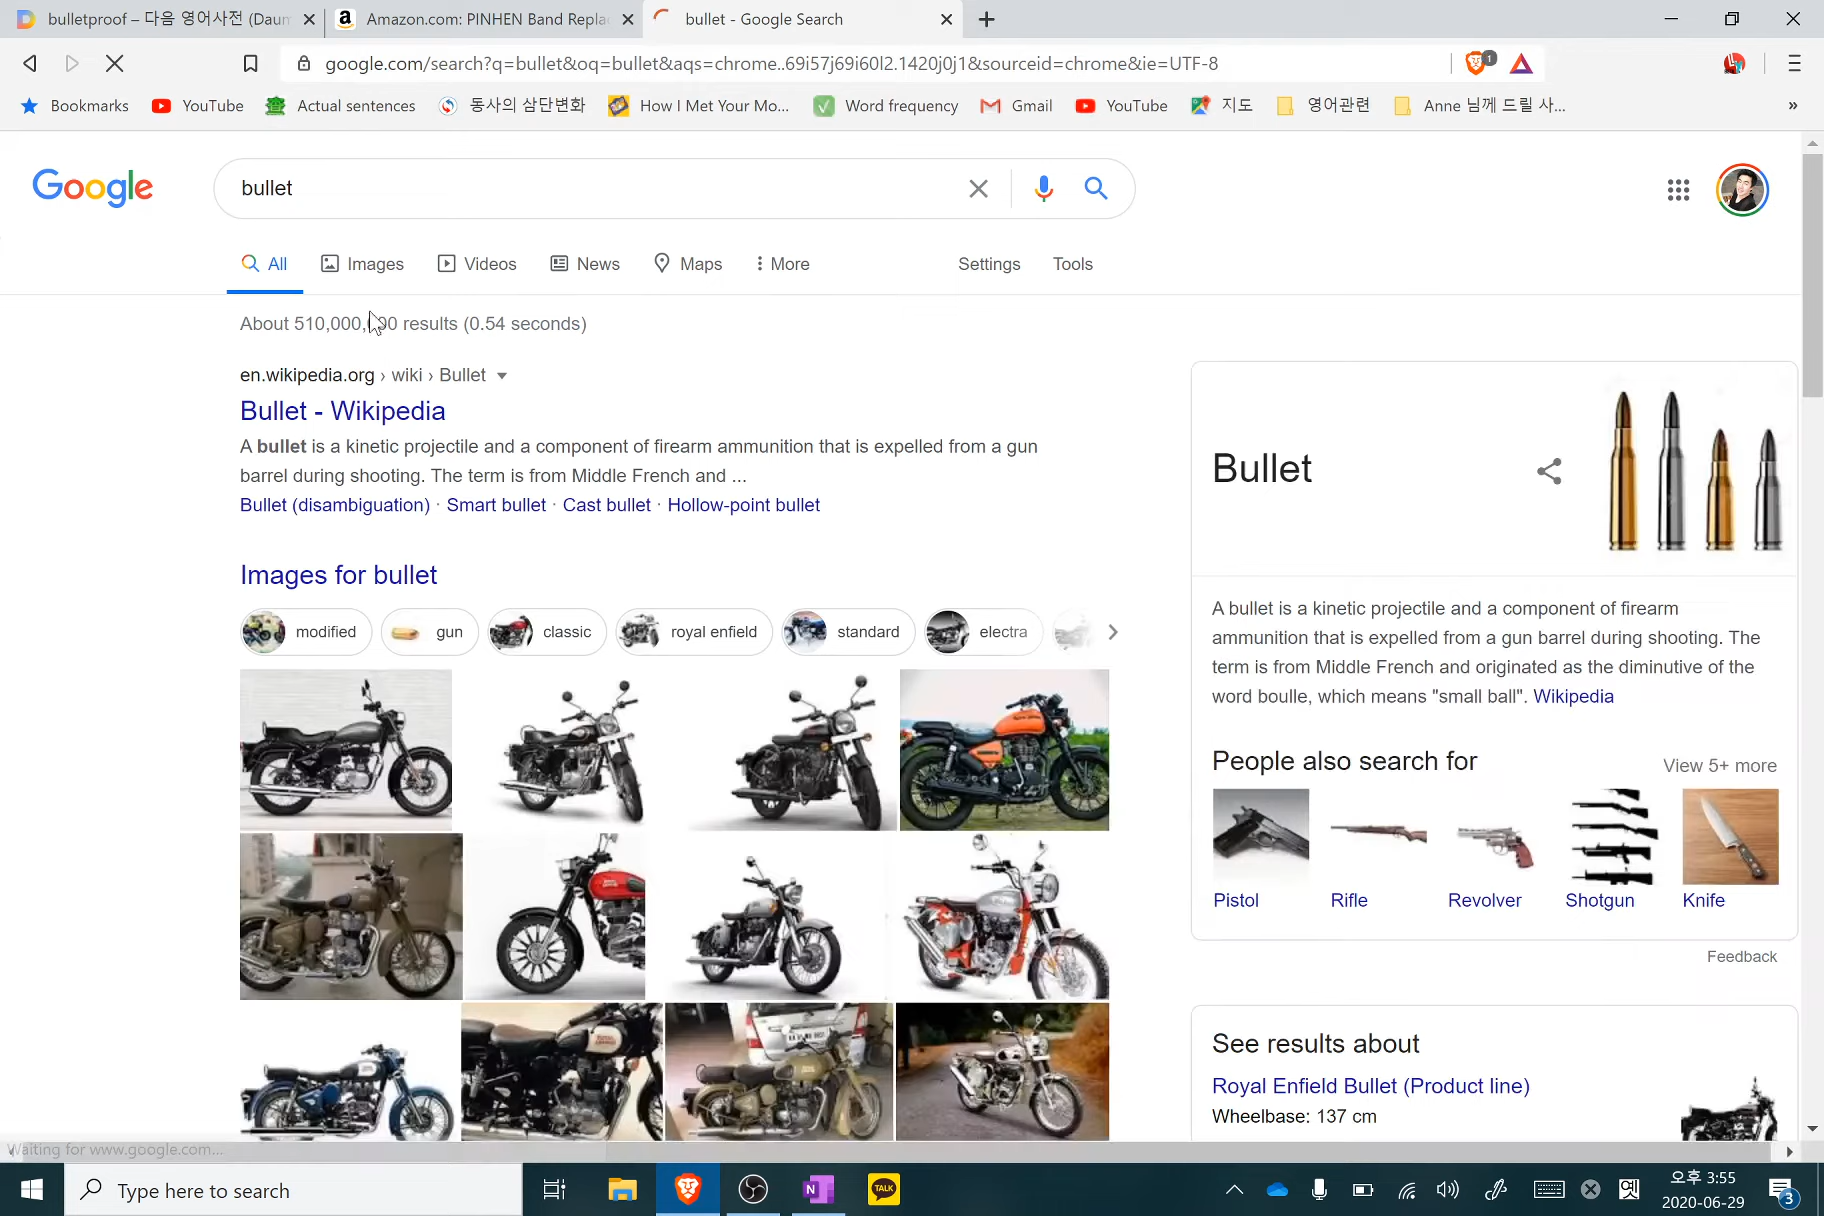 bulletproof – 다음 영어사전 (Daum
Amazon.com: PINHEN Band Repla
bullet - Google Search
google.com/search?q=bullet&oq=bullet&aqs=chrome..69i57j69i60l2.1420j0j1&sourceid=chrome&ie=UTF-8
Bookmarks YouTube Actual sentences 동사의 삼단변화 How I Met Your Mo... Word frequency Gmail YouTube 지도 영어관련 Anne 님께 드릴 사... »
Google
bullet
All Images Videos News Maps More Settings Tools
About 510,000, results (0.54 seconds)
en.wikipedia.org › wiki › Bullet
Bullet - Wikipedia
A bullet is a kinetic projectile and a component of firearm ammunition that is expelled from a gun
barrel during shooting. The term is from Middle French and ...
Bullet (disambiguation) · Smart bullet · Cast bullet · Hollow-point bullet
Images for bullet
modified gun classic royal enfield standard electra
Bullet
A bullet is a kinetic projectile and a component of firearm
ammunition that is expelled from a gun barrel during shooting. The
term is from Middle French and originated as the diminutive of the
word boulle, which means "small ball". Wikipedia
People also search for
View 5+ more
Pistol Rifle Revolver Shotgun Knife
Feedback
See results about
Royal Enfield Bullet (Product line)
Wheelbase: 137 cm
Waiting for www.google.com...
Type here to search
N
TALK
오후 3:55
2020-06-29
3